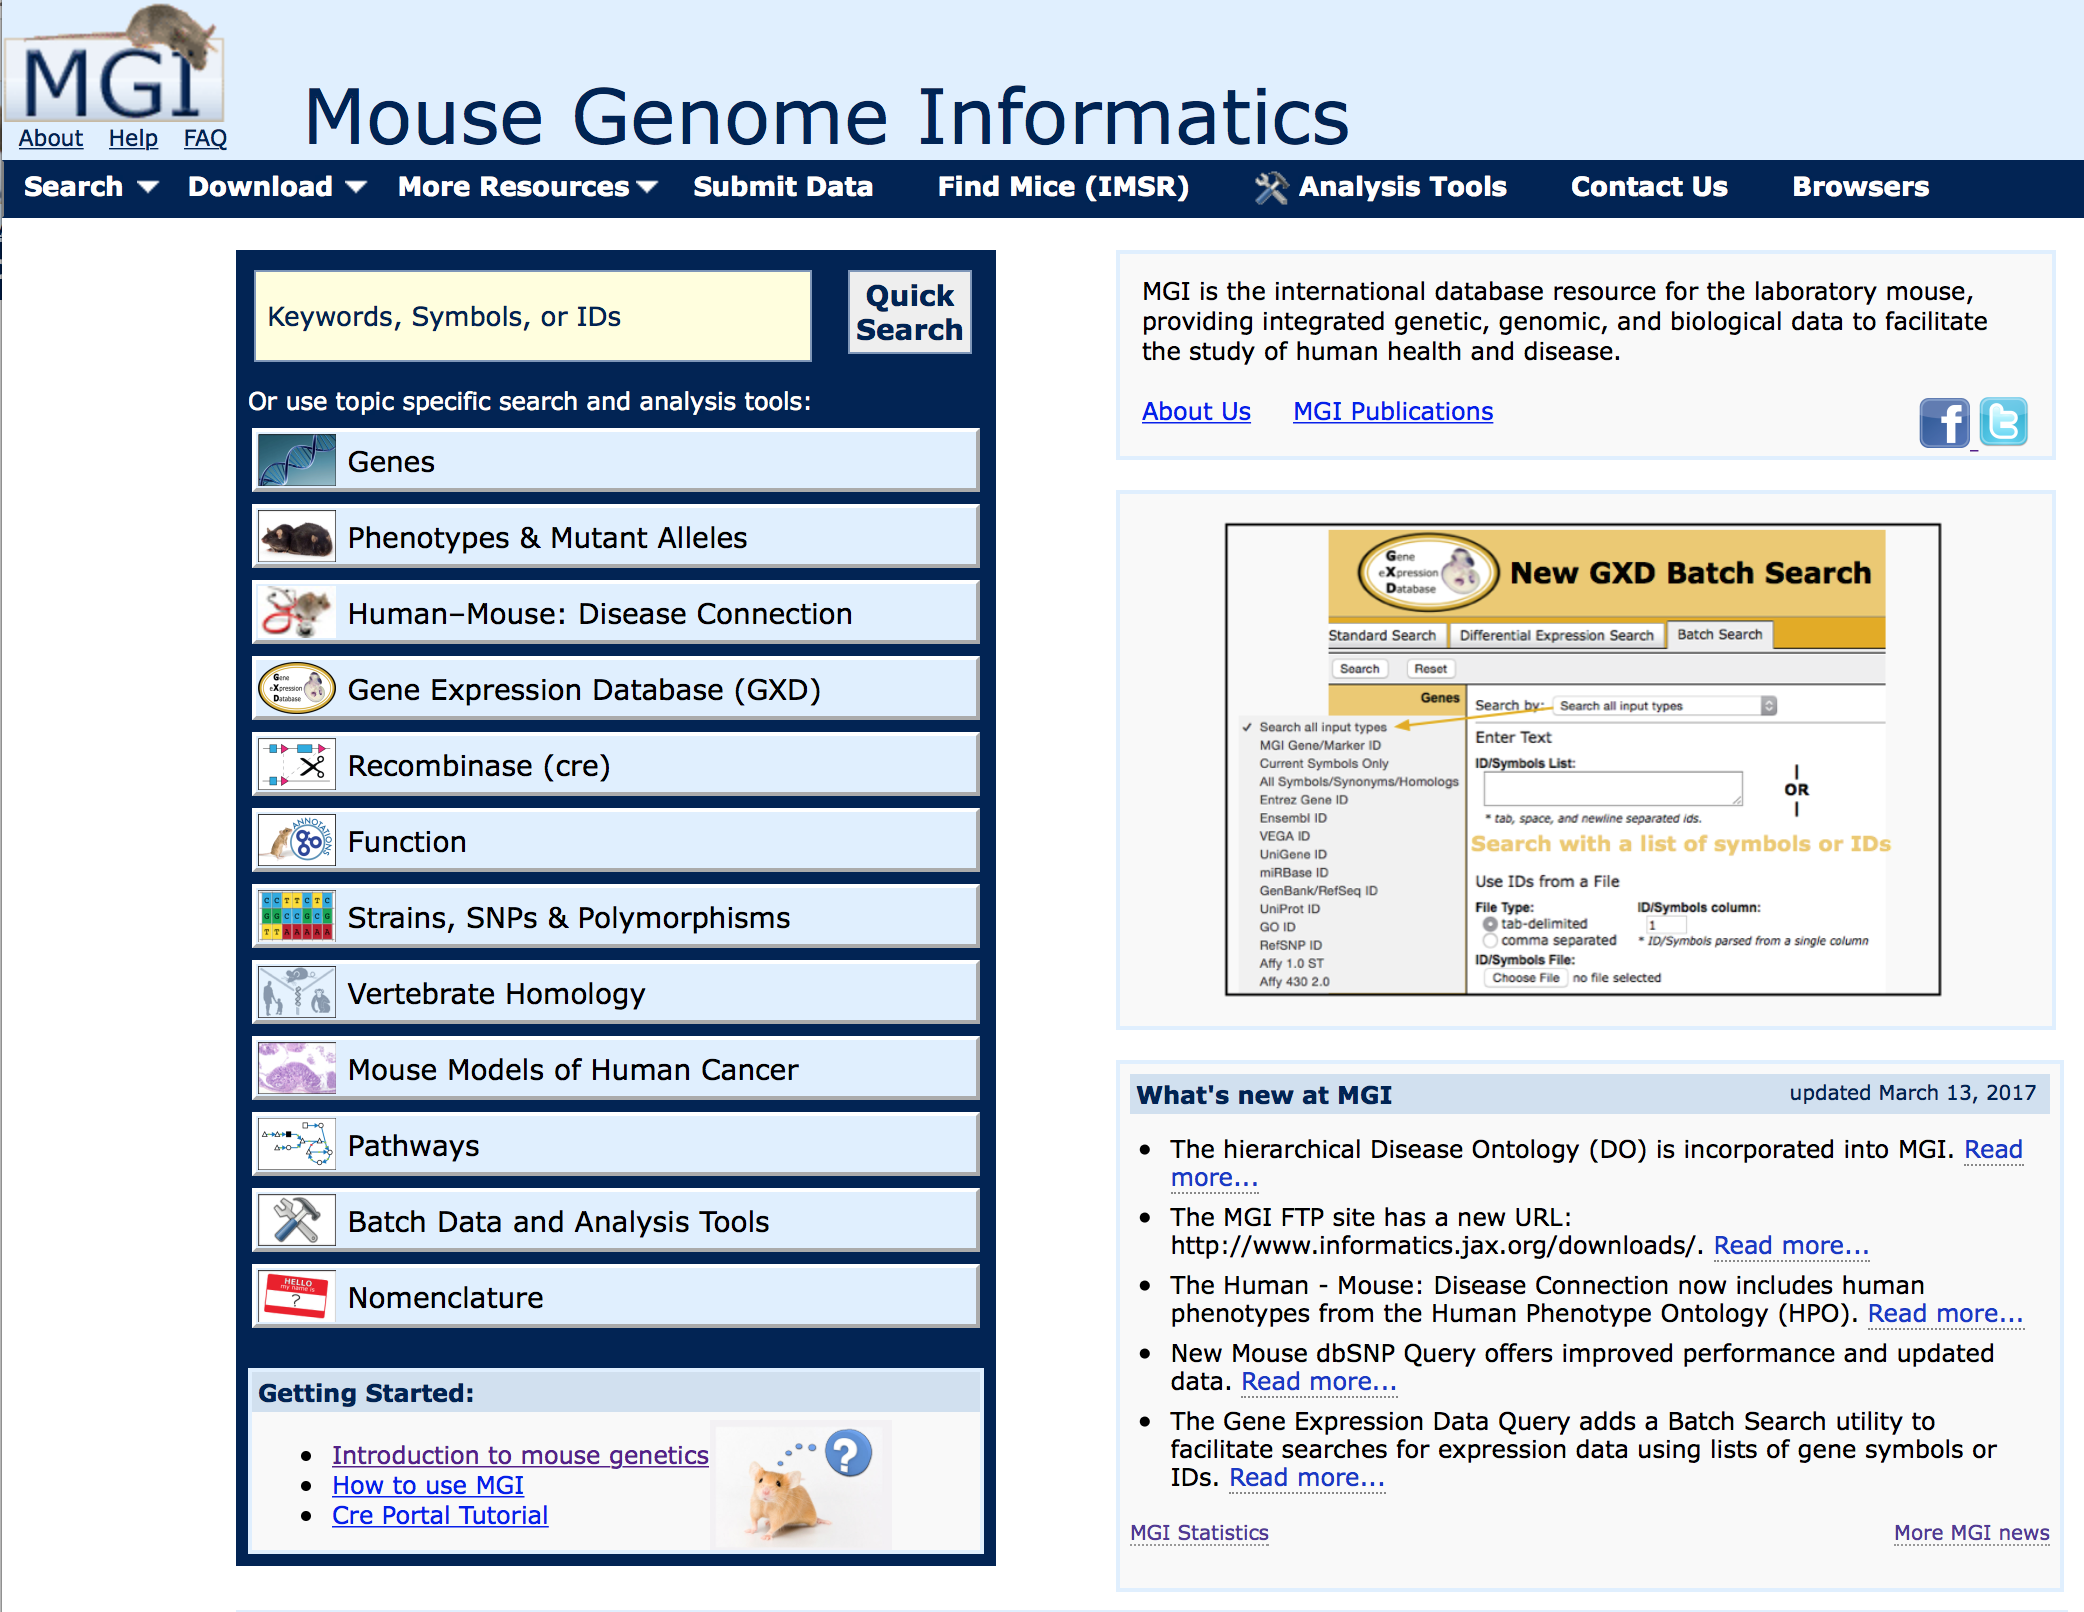 MGI
About Help FAQ
Mouse Genome Informatics
Search Download More Resources Submit Data Find Mice (IMSR) Analysis Tools Contact Us Browsers
Keywords, Symbols, or IDs
Quick
Search
Or use topic specific search and analysis tools:
Genes
Phenotypes & Mutant Alleles
Human–Mouse: Disease Connection
Gene
eXpression
Database
Gene Expression Database (GXD)
Recombinase (cre)
ANNOTATIONS
go
Function
C C T T C T C
G G C C G C G
T T A A A A A
Strains, SNPs & Polymorphisms
Vertebrate Homology
Mouse Models of Human Cancer
Pathways
Batch Data and Analysis Tools
HELLO
my name is
?
Nomenclature
Getting Started:
Introduction to mouse genetics
How to use MGI
Cre Portal Tutorial
?
MGI is the international database resource for the laboratory mouse,
providing integrated genetic, genomic, and biological data to facilitate
the study of human health and disease.
About Us MGI Publications
f t
Gene
eXpression
Database
New GXD Batch Search
Standard Search Differential Expression Search Batch Search
Search Reset
Genes
Search by: Search all input types
✓ Search all input types
MGI Gene/Marker ID
Current Symbols Only
All Symbols/Synonyms/Homologs
Entrez Gene ID
Ensembl ID
VEGA ID
UniGene ID
miRBase ID
GenBank/RefSeq ID
UniProt ID
GO ID
RefSNP ID
Affy 1.0 ST
Affy 430 2.0
Enter Text
ID/Symbols List:
OR
* tab, space, and newline separated ids.
Search with a list of symbols or IDs
Use IDs from a File
File Type: ID/Symbols column:
tab-delimited 1
comma separated * ID/Symbols parsed from a single column
ID/Symbols File:
Choose File no file selected
What's new at MGI updated March 13, 2017
• The hierarchical Disease Ontology (DO) is incorporated into MGI. Read
more...
• The MGI FTP site has a new URL:
http://www.informatics.jax.org/downloads/. Read more...
• The Human - Mouse: Disease Connection now includes human
phenotypes from the Human Phenotype Ontology (HPO). Read more...
• New Mouse dbSNP Query offers improved performance and updated
data. Read more...
• The Gene Expression Data Query adds a Batch Search utility to
facilitate searches for expression data using lists of gene symbols or
IDs. Read more...
MGI Statistics More MGI news